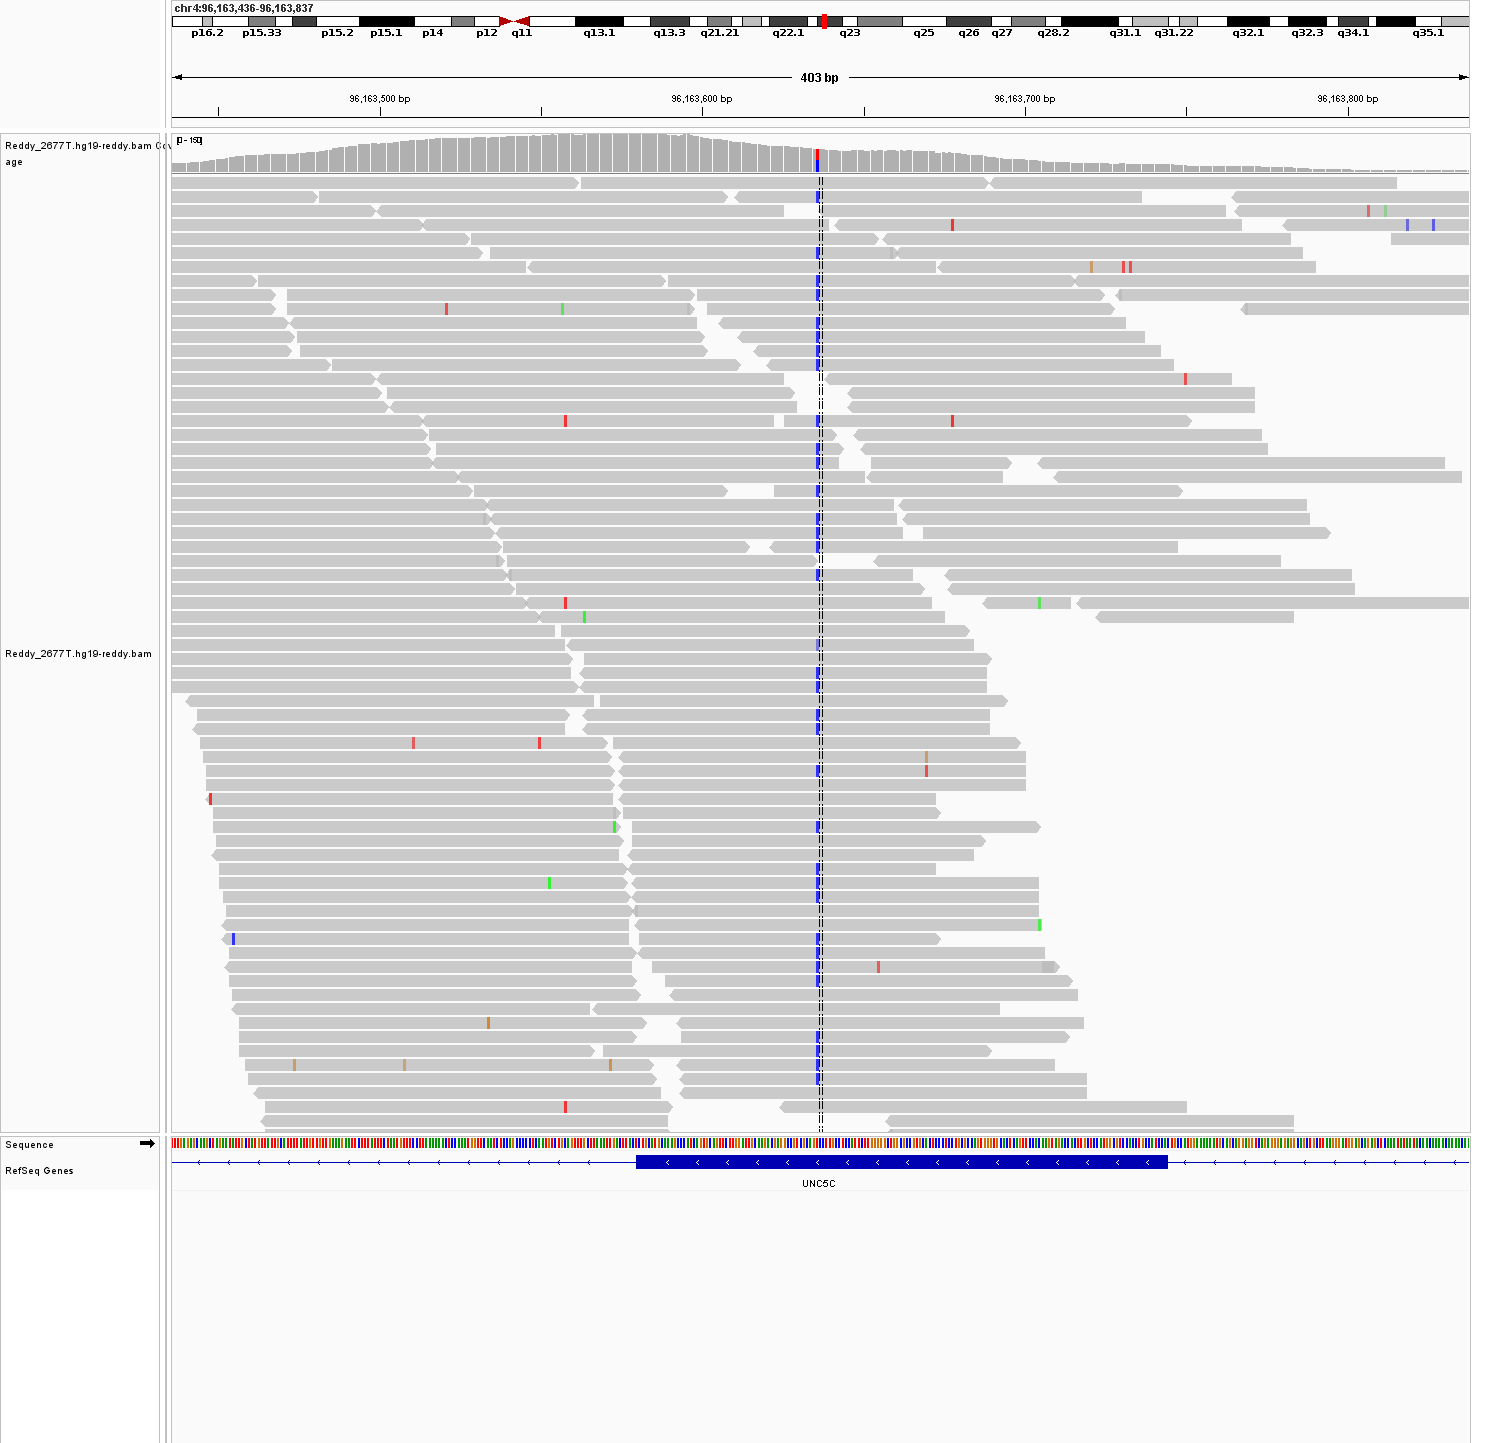 chr4:96,163,436-96,163,837
p16.2 p15.33 p15.2 p15.1 p14 p12 q11 q13.1 q13.3 q21.21 q22.1 q23 q25 q26 q27 q28.2 q31.1 q31.22 q32.1 q32.3 q34.1 q35.1
403 bp
96,163,500 bp 96,163,600 bp 96,163,700 bp 96,163,800 bp
[0 - 150]
Reddy_2677T.hg19-reddy.bam Cov
age
Reddy_2677T.hg19-reddy.bam
Sequence
RefSeq Genes
UNC5C